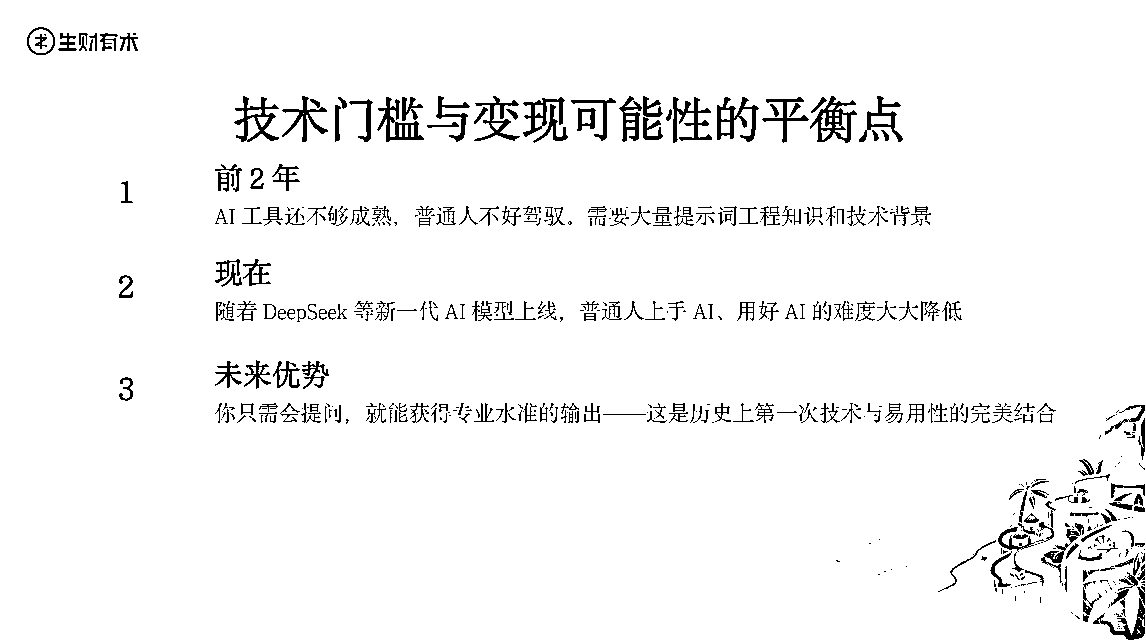 生财有术
技术门槛与变现可能性的平衡点
1
前 2 年
AI 工具还不够成熟，普通人不好驾驭。需要大量提示词工程知识和技术背景
2
现在
随着 DeepSeek 等新一代 AI 模型上线，普通人上手 AI、用好 AI 的难度大大降低
3
未来优势
你只需会提问，就能获得专业水准的输出——这是历史上第一次技术与易用性的完美结合